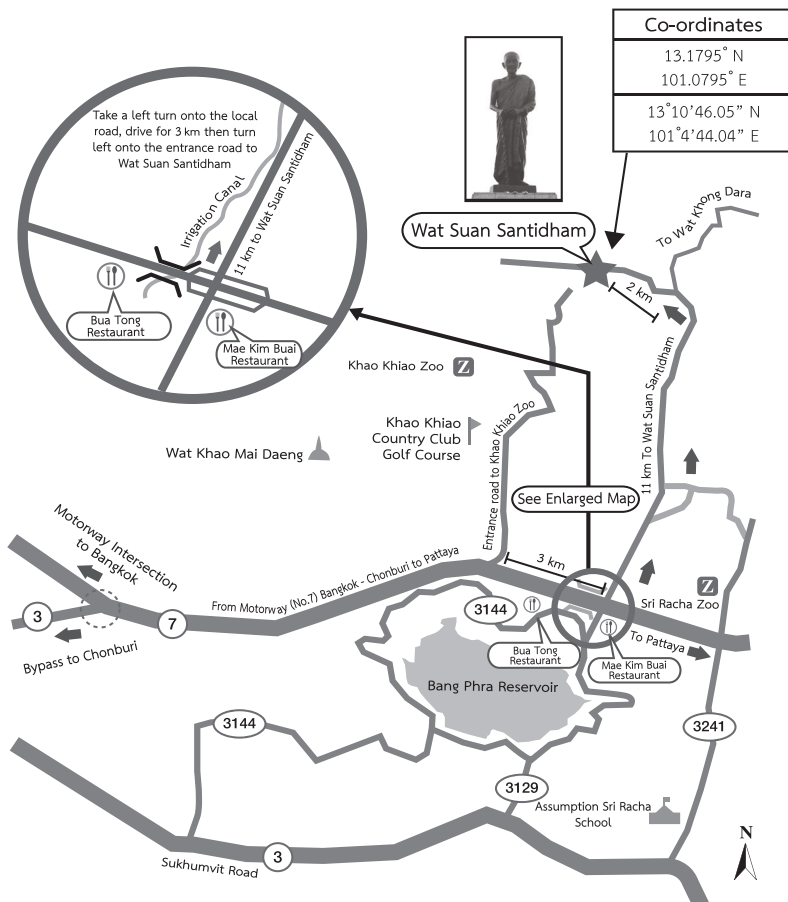 Co-ordinates
13.1795° N
101.0795° E
13°10'46.05" N
101°4'44.04" E
Take a left turn onto the local
road, drive for 3 km then turn
left onto the entrance road to
Wat Suan Santidham
Irrigation Canal
11 km to Wat Suan Santidham
Bua Tong
Restaurant
Mae Kim Buai
Restaurant
To Wat Khong Dara
Wat Suan Santidham
2 km
Khao Khiao Zoo
Z
Khao Khiao
Country Club
Golf Course
Wat Khao Mai Daeng
Entrance road to Khao Khiao Zoo
11 km To Wat Suan Santidham
See Enlarged Map
Motorway Intersection
to Bangkok
3 km
From Motorway (No.7) Bangkok - Chonburi to Pattaya
Z
Sri Racha Zoo
3
7
3144
Bypass to Chonburi
Bua Tong
Restaurant
Mae Kim Buai
Restaurant
To Pattaya
Bang Phra Reservoir
3144
3241
3129
Assumption Sri Racha
School
Sukhumvit Road
3
N